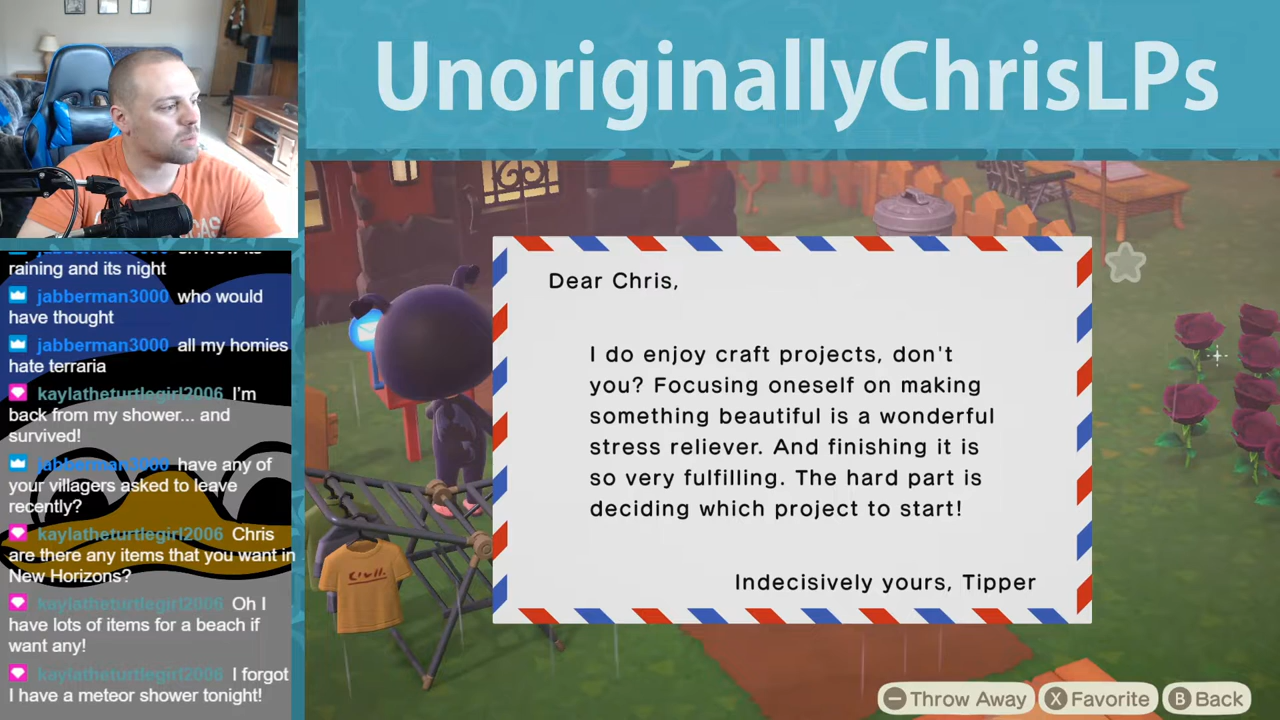 UnoriginallyChrisLPs
raining and its night
jabberman3000 who would
have thought
jabberman3000 all my homies
hate terraria
kaylatheturtlegirl2006 I'm
back from my shower... and
survived!
jabberman3000 have any of
your villagers asked to leave
recently?
kaylatheturtlegirl2006 Chris
are there any items that you want in
New Horizons?
kaylatheturtlegirl2006 Oh I
have lots of items for a beach if
want any!
kaylatheturtlegirl2006 I forgot
I have a meteor shower tonight!
Dear Chris,
I do enjoy craft projects, don't
you? Focusing oneself on making
something beautiful is a wonderful
stress reliever. And finishing it is
so very fulfilling. The hard part is
deciding which project to start!
Indecisively yours, Tipper
− Throw Away X Favorite B Back